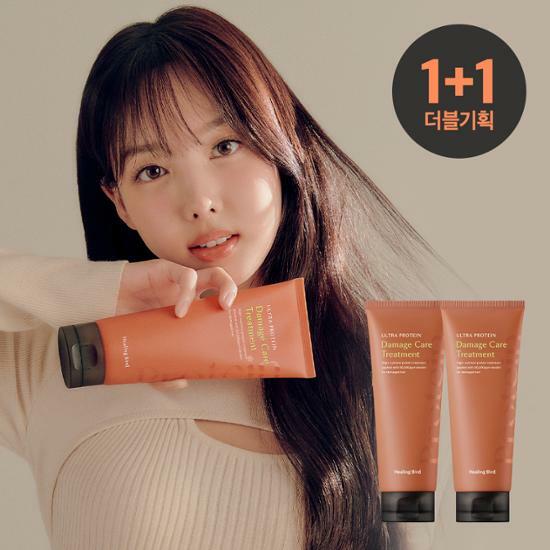 1+1
더블기획
ULTRA PROTEIN
Damage Care
Treatment
Healing Bird
ULTRA PROTEIN
Damage Care
Treatment
Healing Bird
ULTRA PROTEIN
Damage Care
Treatment
Healing Bird